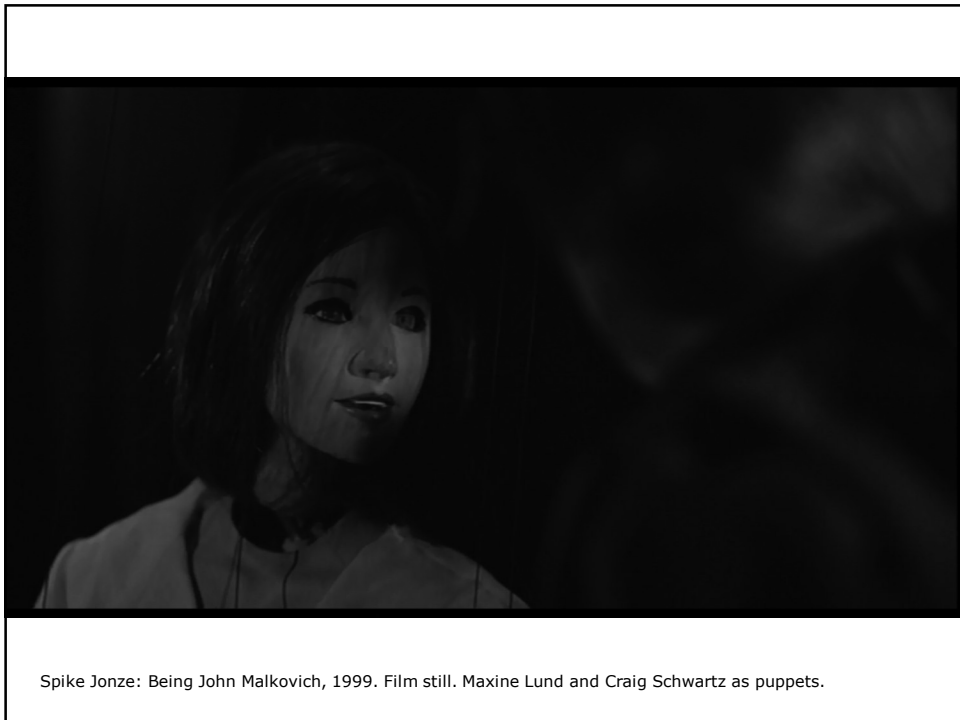 Spike Jonze: Being John Malkovich, 1999. Film still. Maxine Lund and Craig Schwartz as puppets.